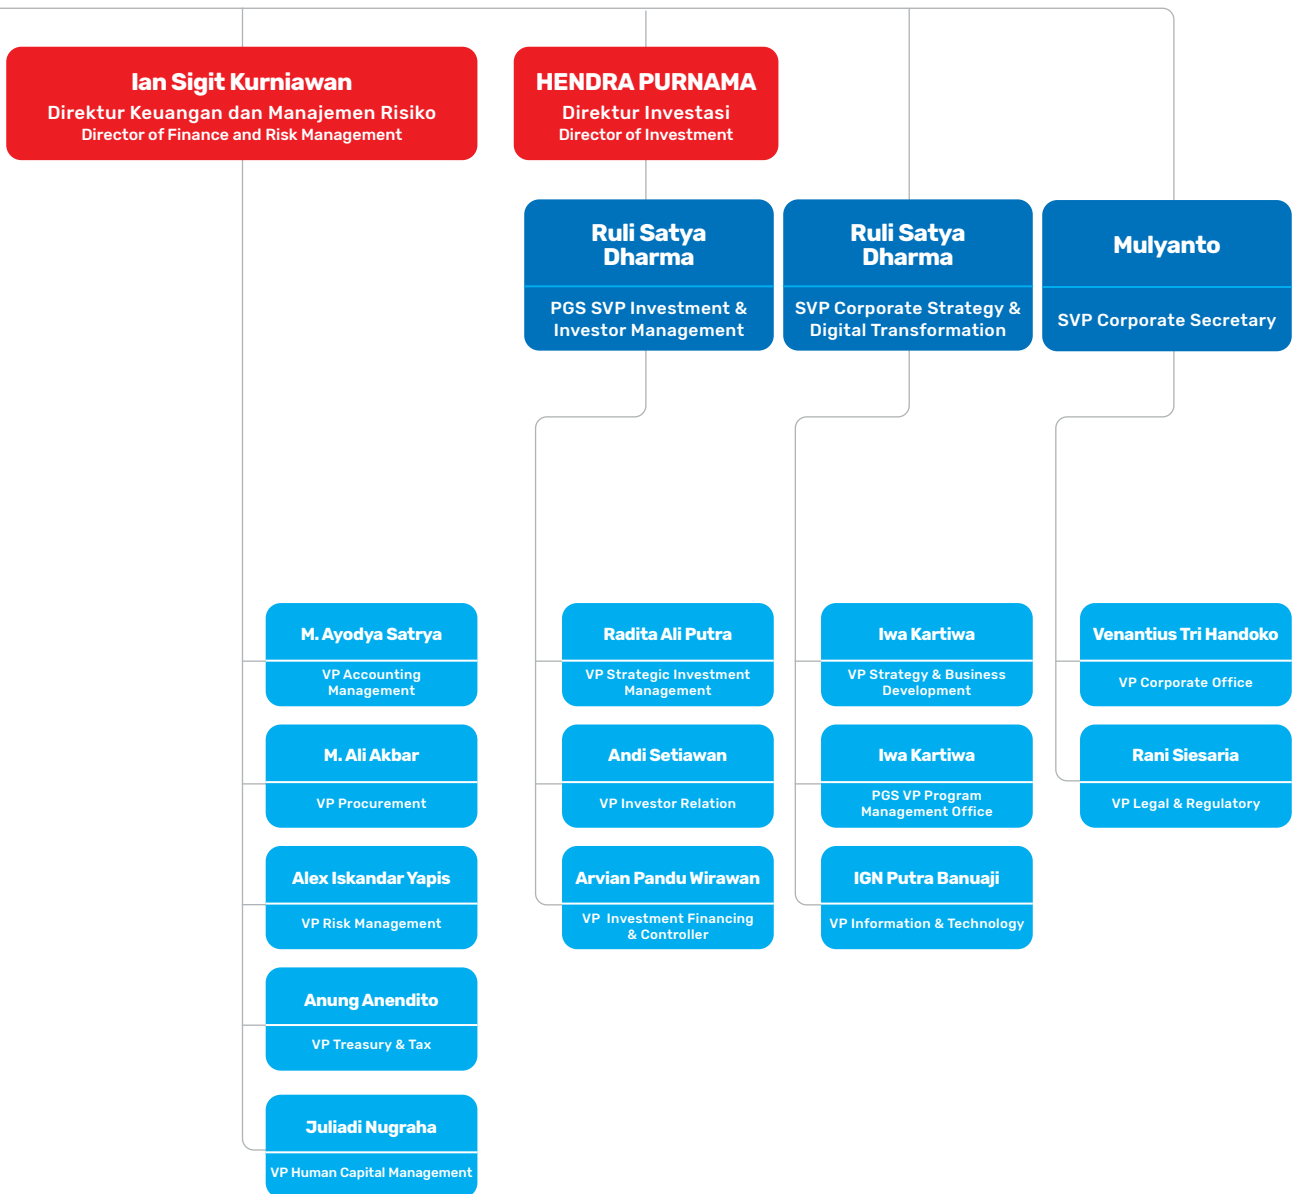 Ian Sigit Kurniawan
Direktur Keuangan dan Manajemen Risiko
Director of Finance and Risk Management
HENDRA PURNAMA
Direktur Investasi
Director of Investment
Ruli Satya
Dharma
PGS SVP Investment &
Investor Management
Ruli Satya
Dharma
SVP Corporate Strategy &
Digital Transformation
Mulyanto
SVP Corporate Secretary
M. Ayodya Satrya
VP Accounting
Management
M. Ali Akbar
VP Procurement
Alex Iskandar Yapis
VP Risk Management
Anung Anendito
VP Treasury & Tax
Juliadi Nugraha
VP Human Capital Management
Radita Ali Putra
VP Strategic Investment
Management
Andi Setiawan
VP Investor Relation
Arvian Pandu Wirawan
VP Investment Financing
& Controller
Iwa Kartiwa
VP Strategy & Business
Development
Iwa Kartiwa
PGS VP Program
Management Office
IGN Putra Banuaji
VP Information & Technology
Venantius Tri Handoko
VP Corporate Office
Rani Siesaria
VP Legal & Regulatory